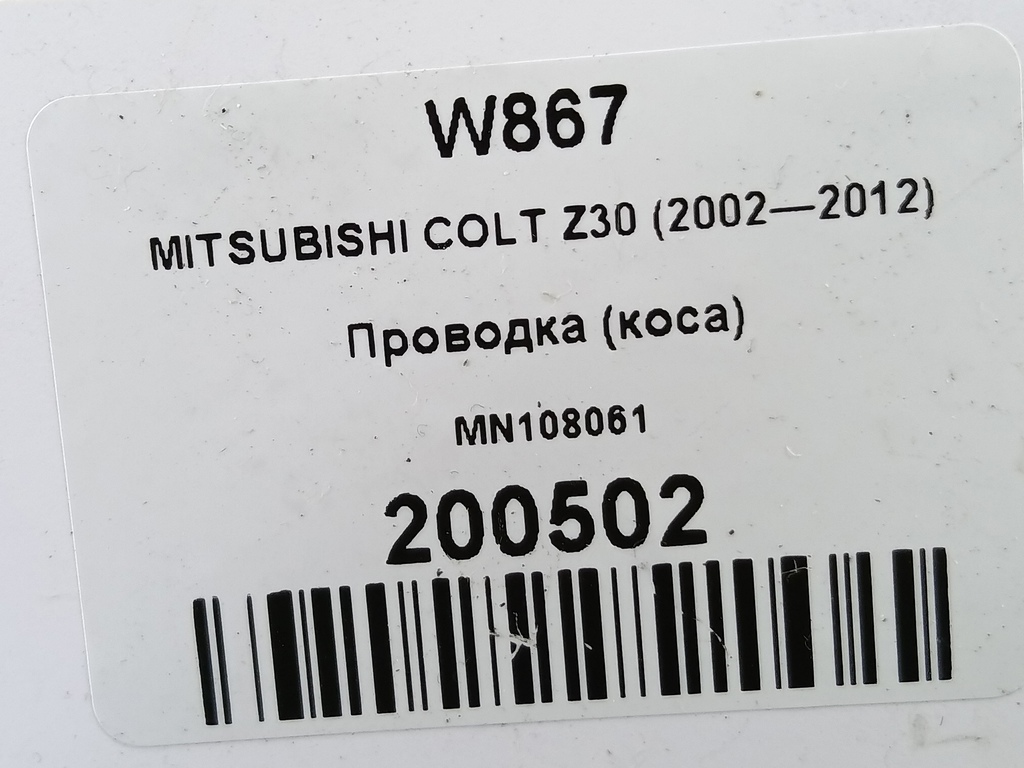 W867
MITSUBISHI COLT Z30 (2002—2012)
Проводка (коса)
MN108061
200502